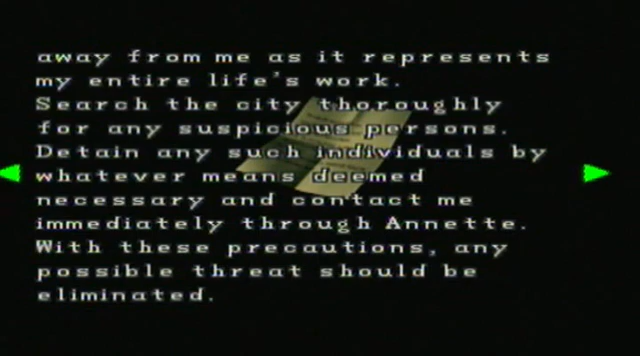 away from me as it represents
my entire life's work.
Search the city thoroughly
for any suspicious persons.
Detain any such individuals by
whatever means deemed
necessary and contact me
immediately through Annette.
With these precautions, any
possible threat should be
eliminated.